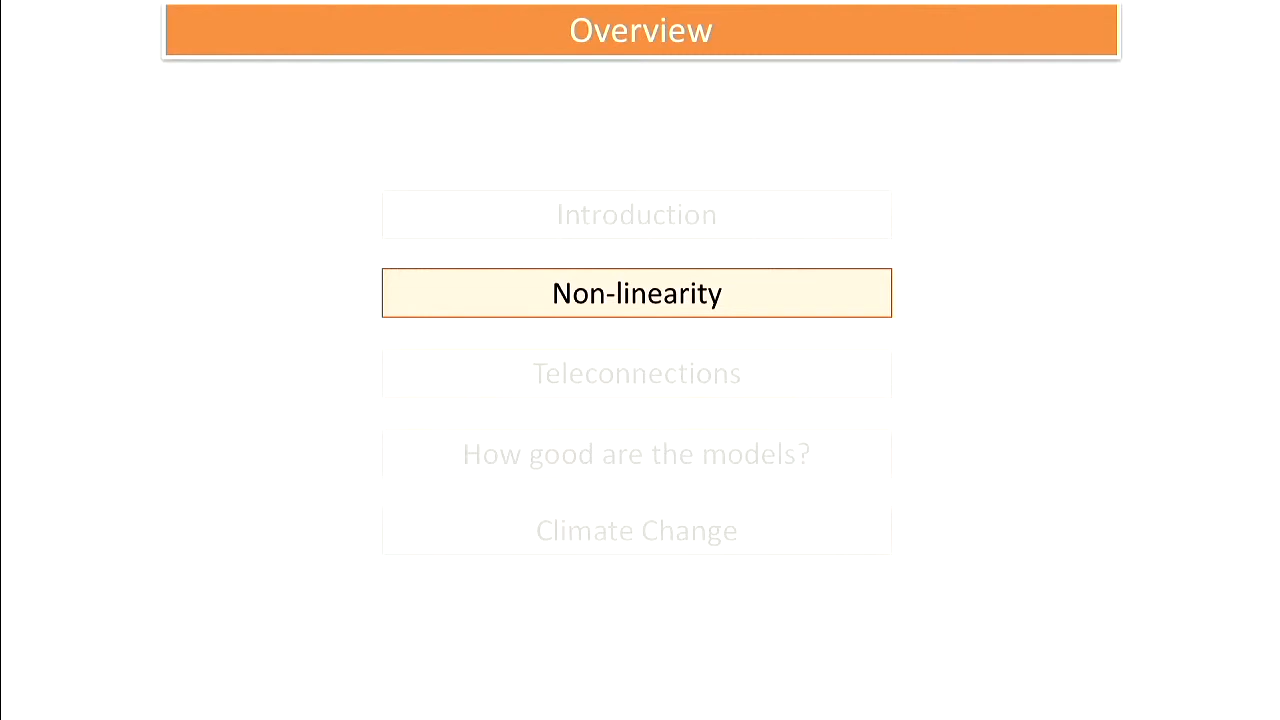 Overview
Introduction
Non-linearity
Teleconnections
How good are the models?
Climate Change